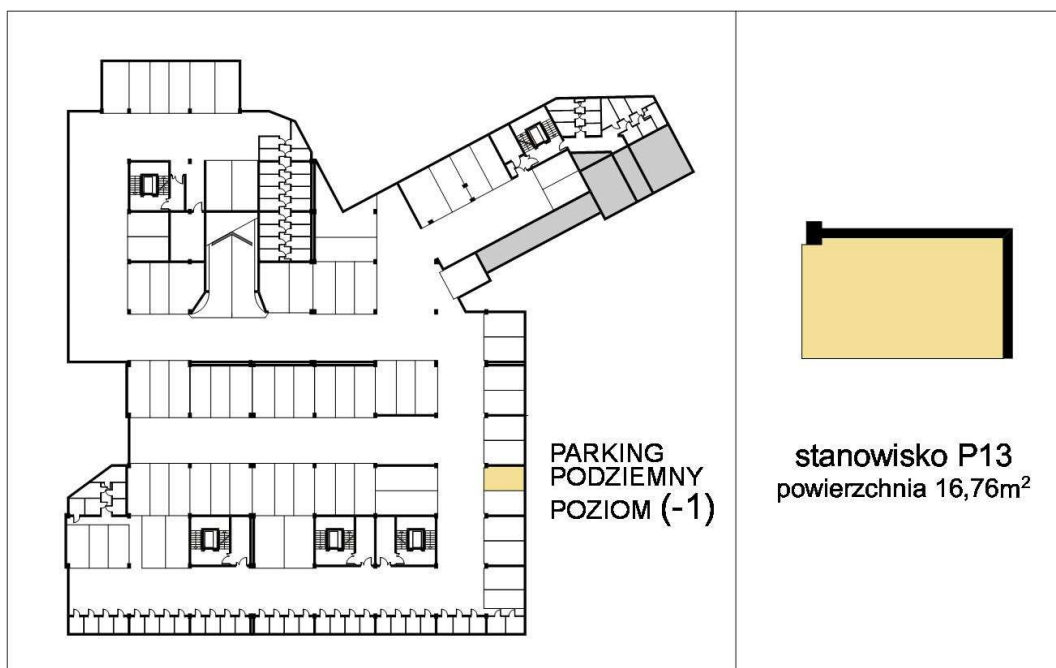 PARKING
PODZIEMNY
POZIOM (-1)
stanowisko P13
powierzchnia 16,76m²